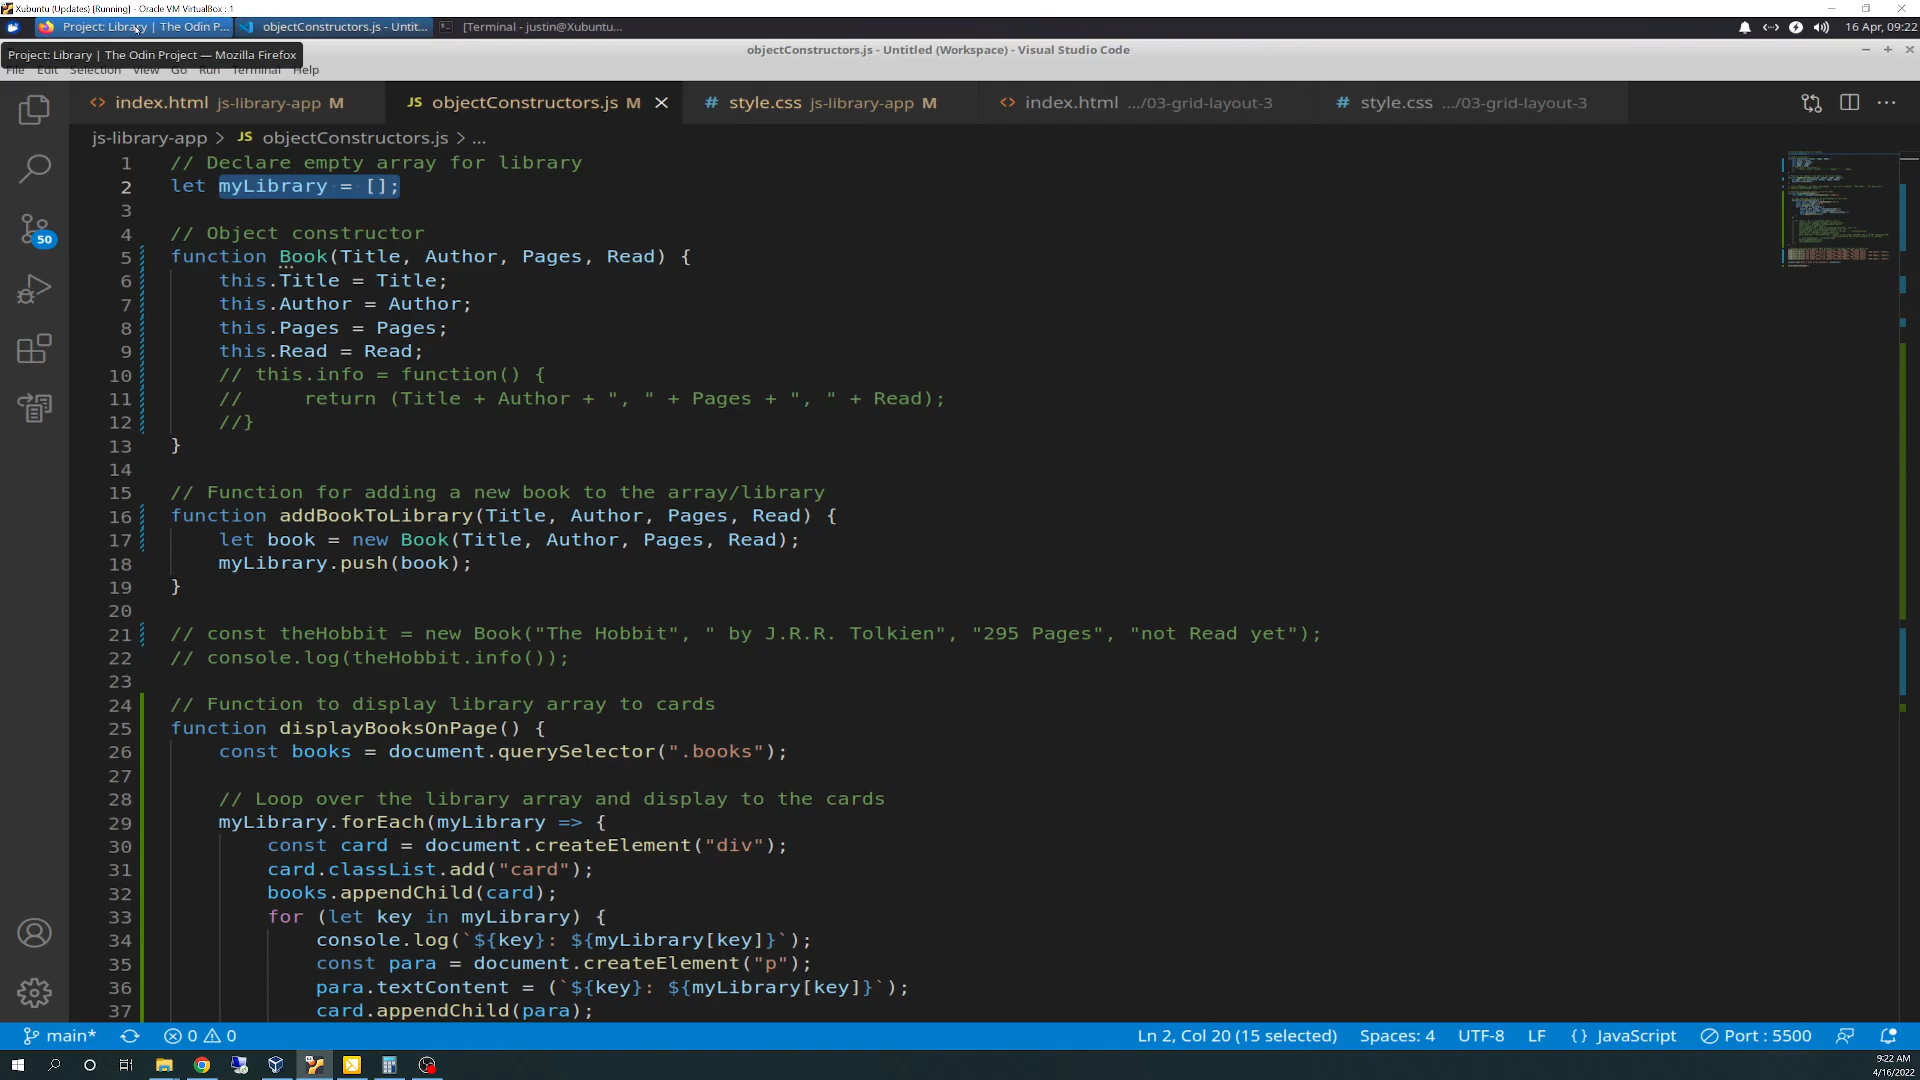 Xubuntu (Updates) [Running] - Oracle VM VirtualBox : 1
Project: Library | The Odin P... objectConstructors.js - Untit... [Terminal - justin@Xubuntu... 16 Apr, 09:22
Project: Library | The Odin Project — Mozilla Firefox
objectConstructors.js - Untitled (Workspace) - Visual Studio Code
File Edit Selection View Go Run Terminal Help
index.html js-library-app M JS objectConstructors.js M # style.css js-library-app M index.html .../03-grid-layout-3 # style.css .../03-grid-layout-3
js-library-app > JS objectConstructors.js > ...
1 // Declare empty array for library
2 let myLibrary = [];
3
4 // Object constructor
5 function Book(Title, Author, Pages, Read) {
6 this.Title = Title;
7 this.Author = Author;
8 this.Pages = Pages;
9 this.Read = Read;
10 // this.info = function() {
11 // return (Title + Author + ", " + Pages + ", " + Read);
12 //}
13 }
14
15 // Function for adding a new book to the array/library
16 function addBookToLibrary(Title, Author, Pages, Read) {
17 let book = new Book(Title, Author, Pages, Read);
18 myLibrary.push(book);
19 }
20
21 // const theHobbit = new Book("The Hobbit", " by J.R.R. Tolkien", "295 Pages", "not Read yet");
22 // console.log(theHobbit.info());
23
24 // Function to display library array to cards
25 function displayBooksOnPage() {
26 const books = document.querySelector(".books");
27
28 // Loop over the library array and display to the cards
29 myLibrary.forEach(myLibrary => {
30 const card = document.createElement("div");
31 card.classList.add("card");
32 books.appendChild(card);
33 for (let key in myLibrary) {
34 console.log(`${key}: ${myLibrary[key]}`);
35 const para = document.createElement("p");
36 para.textContent = (`${key}: ${myLibrary[key]}`);
37 card.appendChild(para);
50
main* 0 0 Ln 2, Col 20 (15 selected) Spaces: 4 UTF-8 LF {} JavaScript Port : 5500
9:22 AM
4/16/2022